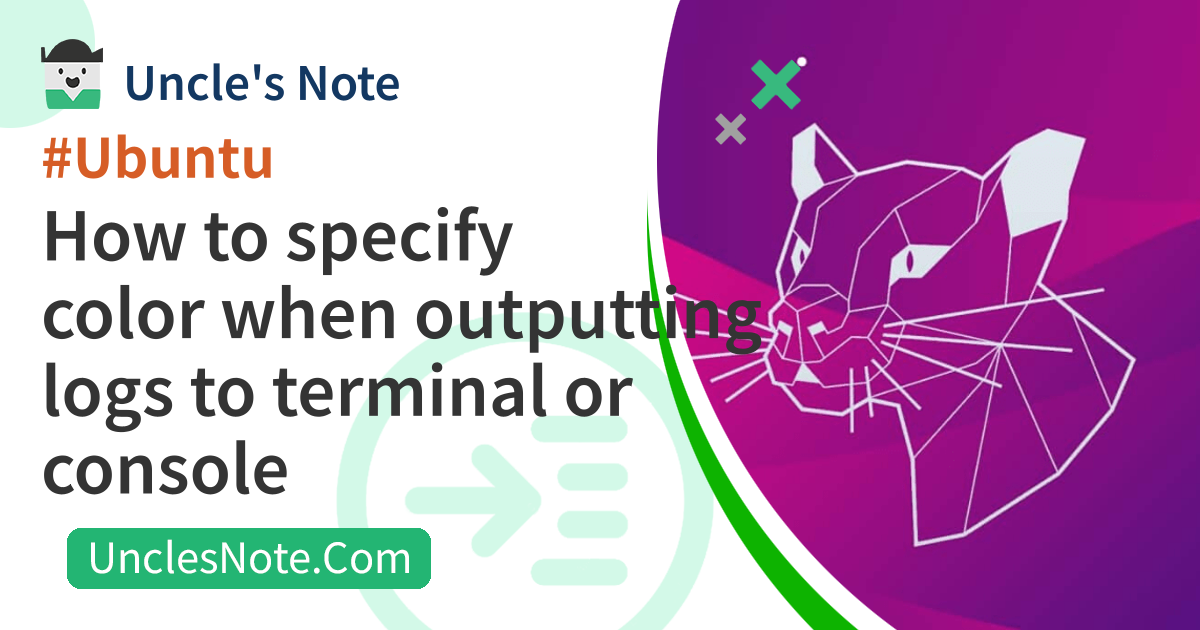 Uncle's Note
#Ubuntu
How to specify
color when outputting
logs to terminal or
console
UnclesNote.Com